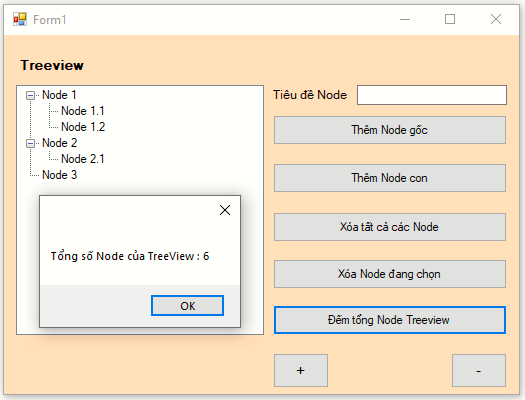 Form1
Treeview
Node 1
Node 1.1
Node 1.2
Node 2
Node 2.1
Node 3
Tổng số Node của TreeView : 6
OK
Tiêu đề Node
Thêm Node gốc
Thêm Node con
Xóa tất cả các Node
Xóa Node đang chọn
Đếm tổng Node Treeview
+
-